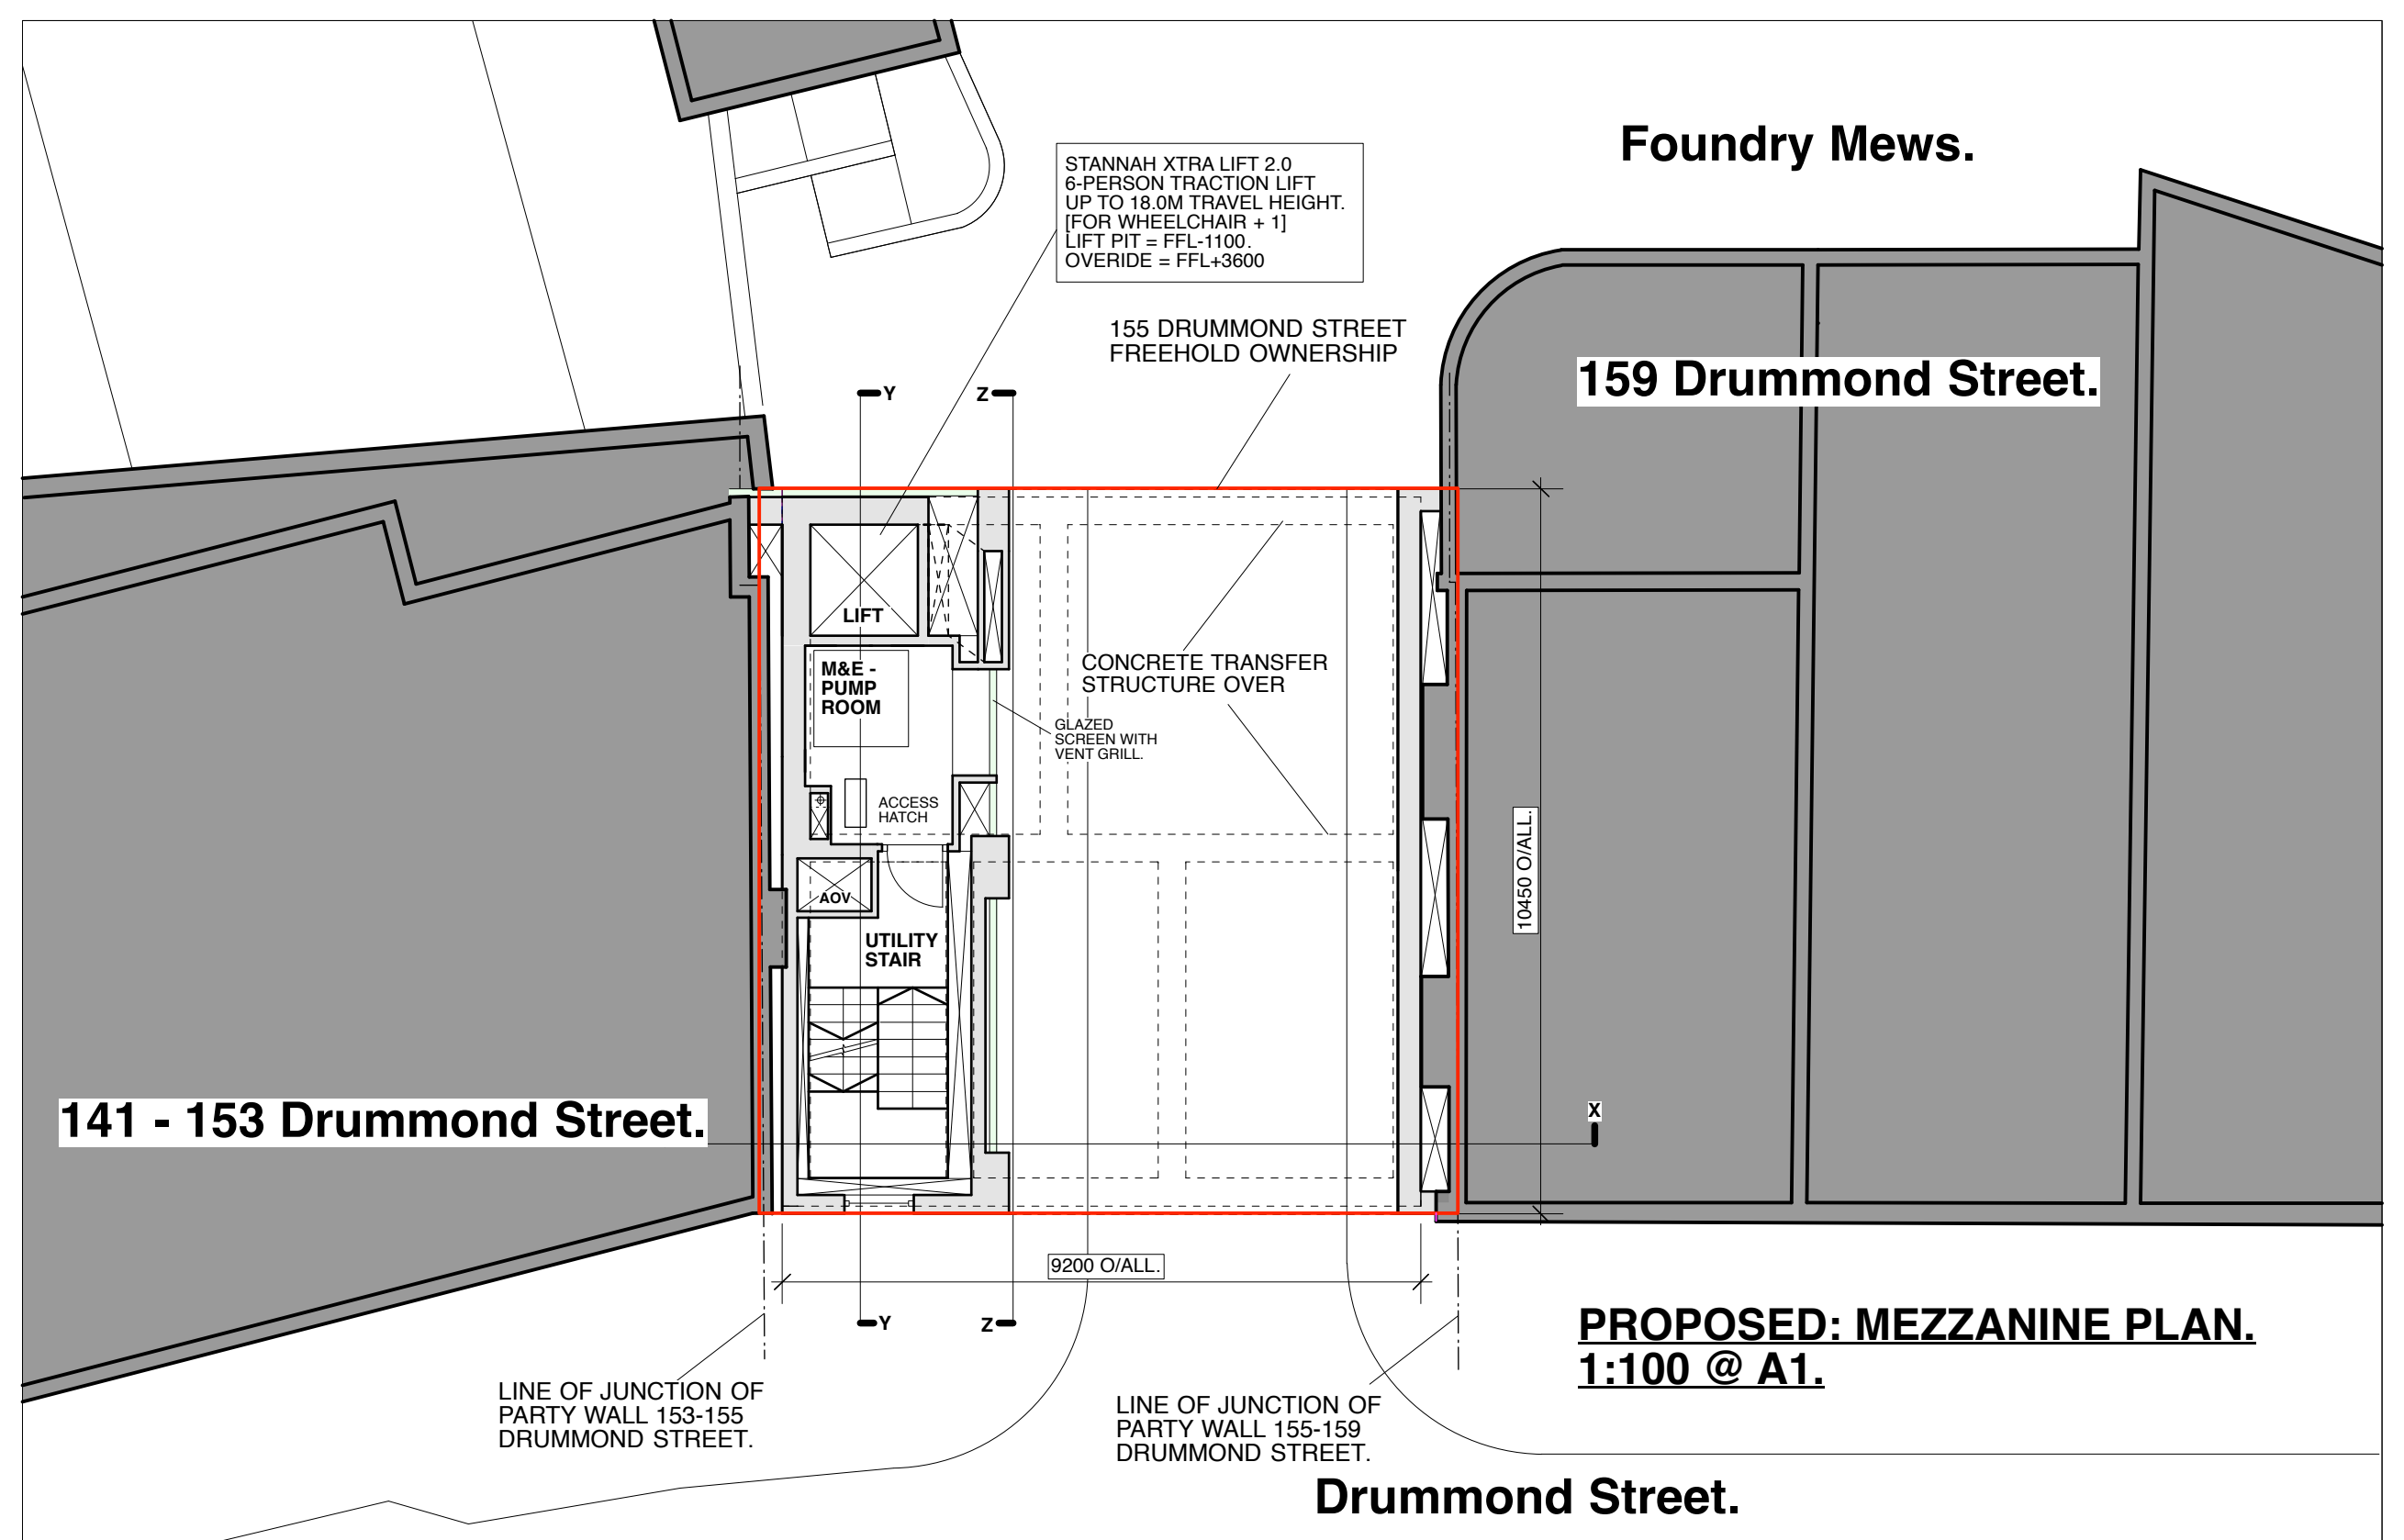 Foundry Mews.
STANNAH XTRA LIFT 2.0
6-PERSON TRACTION LIFT
UP TO 18.0M TRAVEL HEIGHT.
[FOR WHEELCHAIR + 1]
LIFT PIT = FFL-1100.
OVERIDE = FFL+3600
155 DRUMMOND STREET
FREEHOLD OWNERSHIP
159 Drummond Street.
Y
Z
LIFT
M&E -
PUMP
ROOM
CONCRETE TRANSFER
STRUCTURE OVER
GLAZED
SCREEN WITH
VENT GRILL.
ACCESS
HATCH
10450 O/ALL.
AOV
UTILITY
STAIR
141 - 153 Drummond Street.
X
9200 O/ALL.
Y
Z
PROPOSED: MEZZANINE PLAN.
1:100 @ A1.
LINE OF JUNCTION OF
PARTY WALL 153-155
DRUMMOND STREET.
LINE OF JUNCTION OF
PARTY WALL 155-159
DRUMMOND STREET.
Drummond Street.